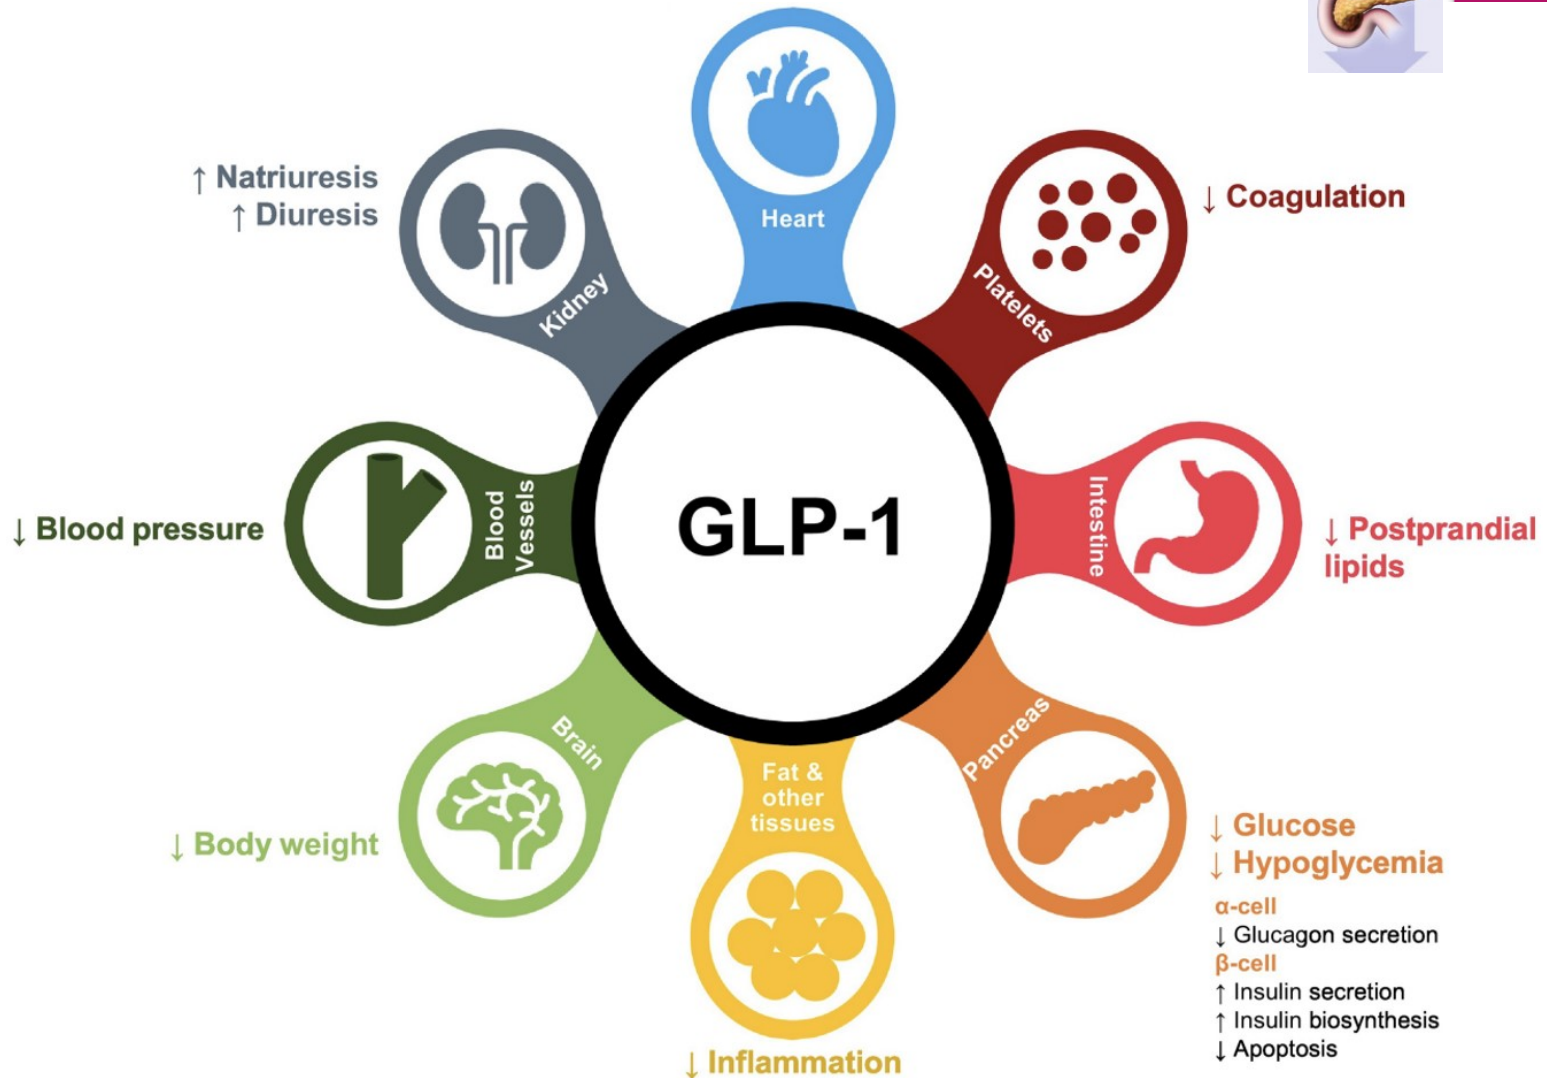 Heart
↑ Natriuresis
↑ Diuresis
Kidney
Platelets
↓ Coagulation
↓ Blood pressure
Blood
Vessels
GLP-1
Intestine
↓ Postprandial
lipids
Brain
↓ Body weight
Fat &
other
tissues
↓ Inflammation
Pancreas
↓ Glucose
↓ Hypoglycemia
α-cell
↓ Glucagon secretion
β-cell
↑ Insulin secretion
↑ Insulin biosynthesis
↓ Apoptosis